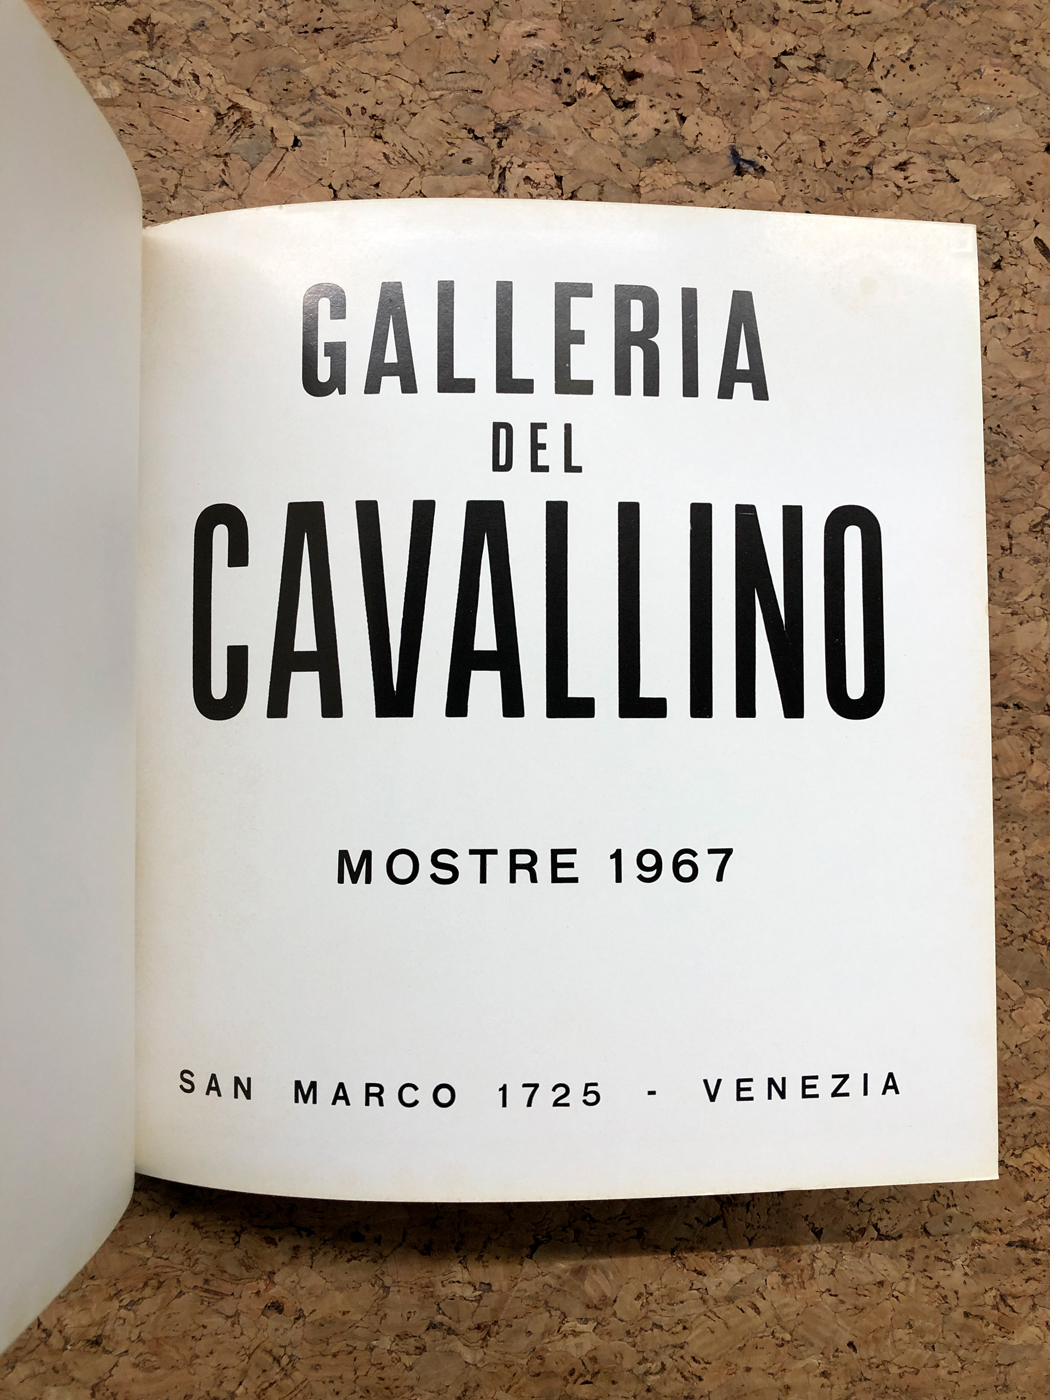 GALLERIA
DEL
CAVALLINO
MOSTRE 1967
SAN MARCO 1725 - VENEZIA